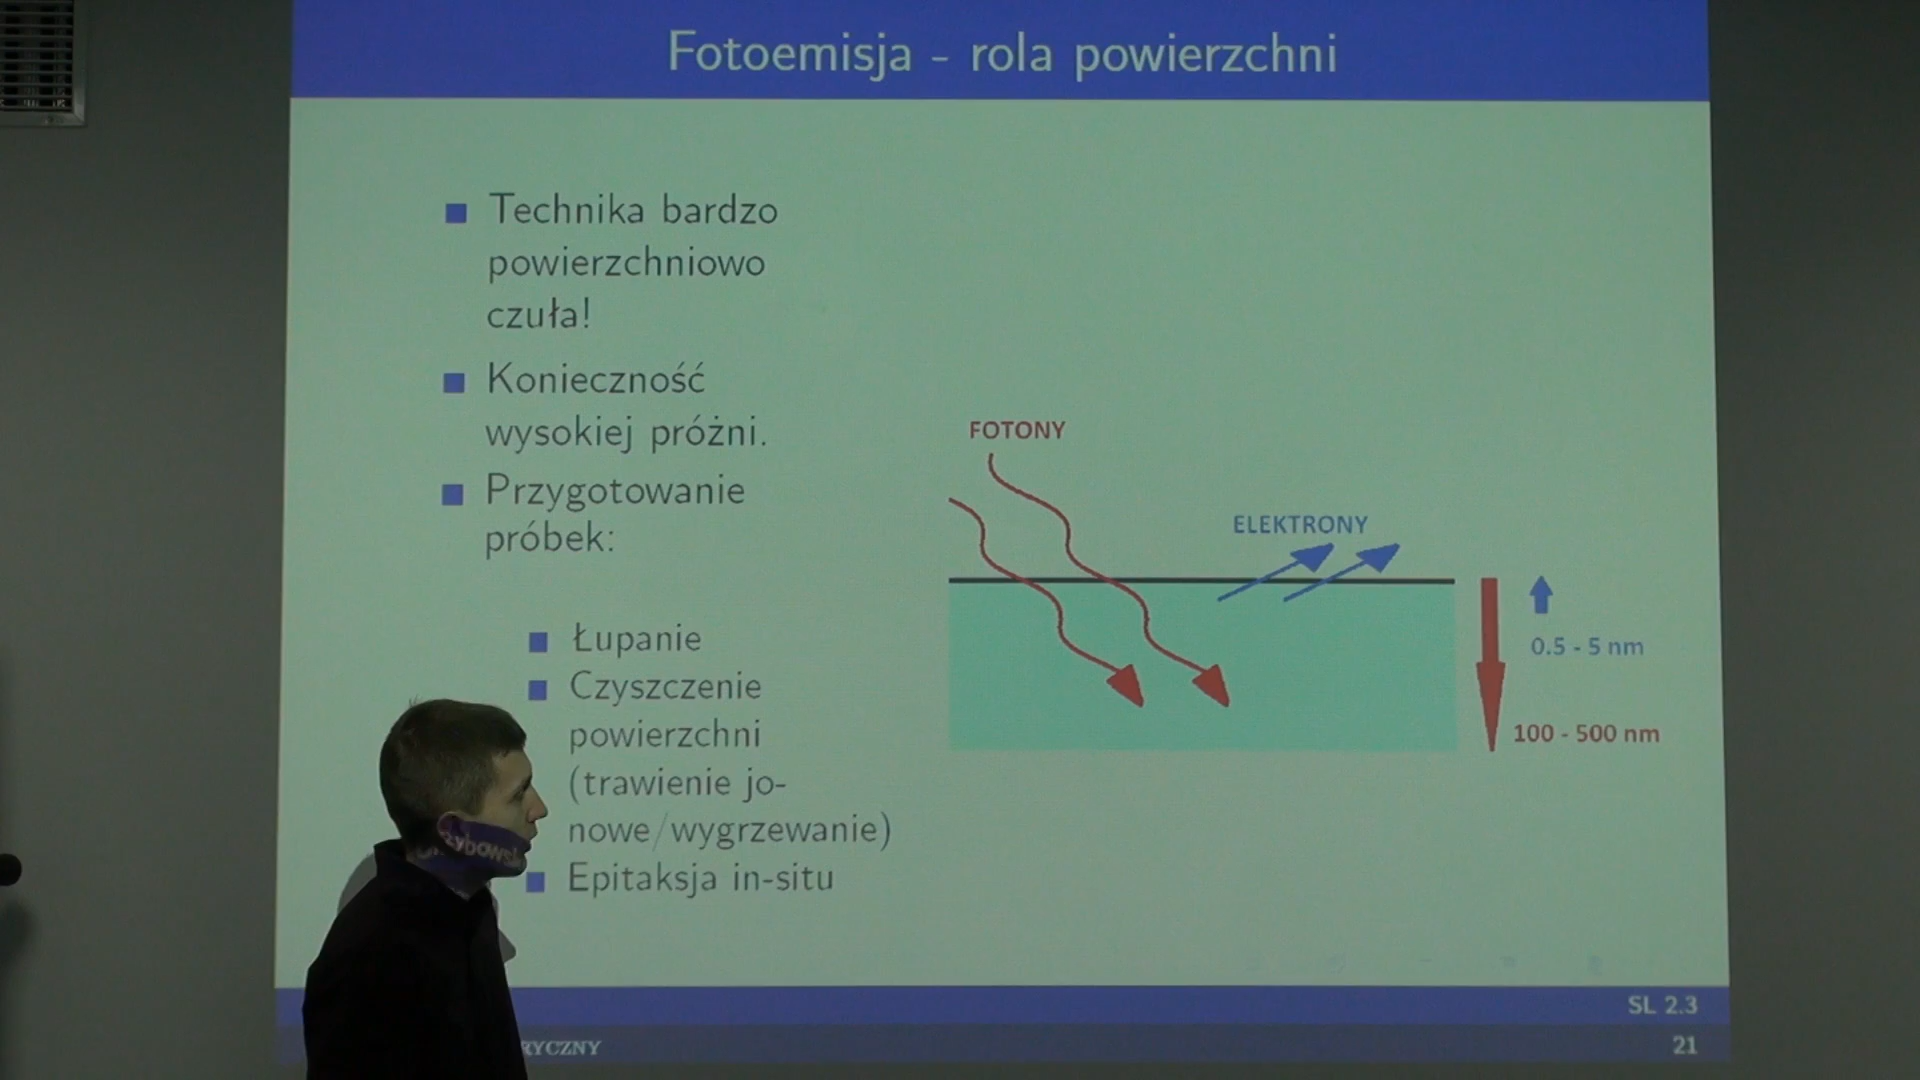 Fotoemisja - rola powierzchni
Technika bardzo
powierzchniowo
czuła!
Konieczność
wysokiej próżni.
Przygotowanie
próbek:
Łupanie
Czyszczenie
powierzchni
(trawienie jo-
nowe/wygrzewanie)
Epitaksja in-situ
FOTONY
ELEKTRONY
0.5 - 5 nm
100 - 500 nm
SL 2.3
RYCZNY
21